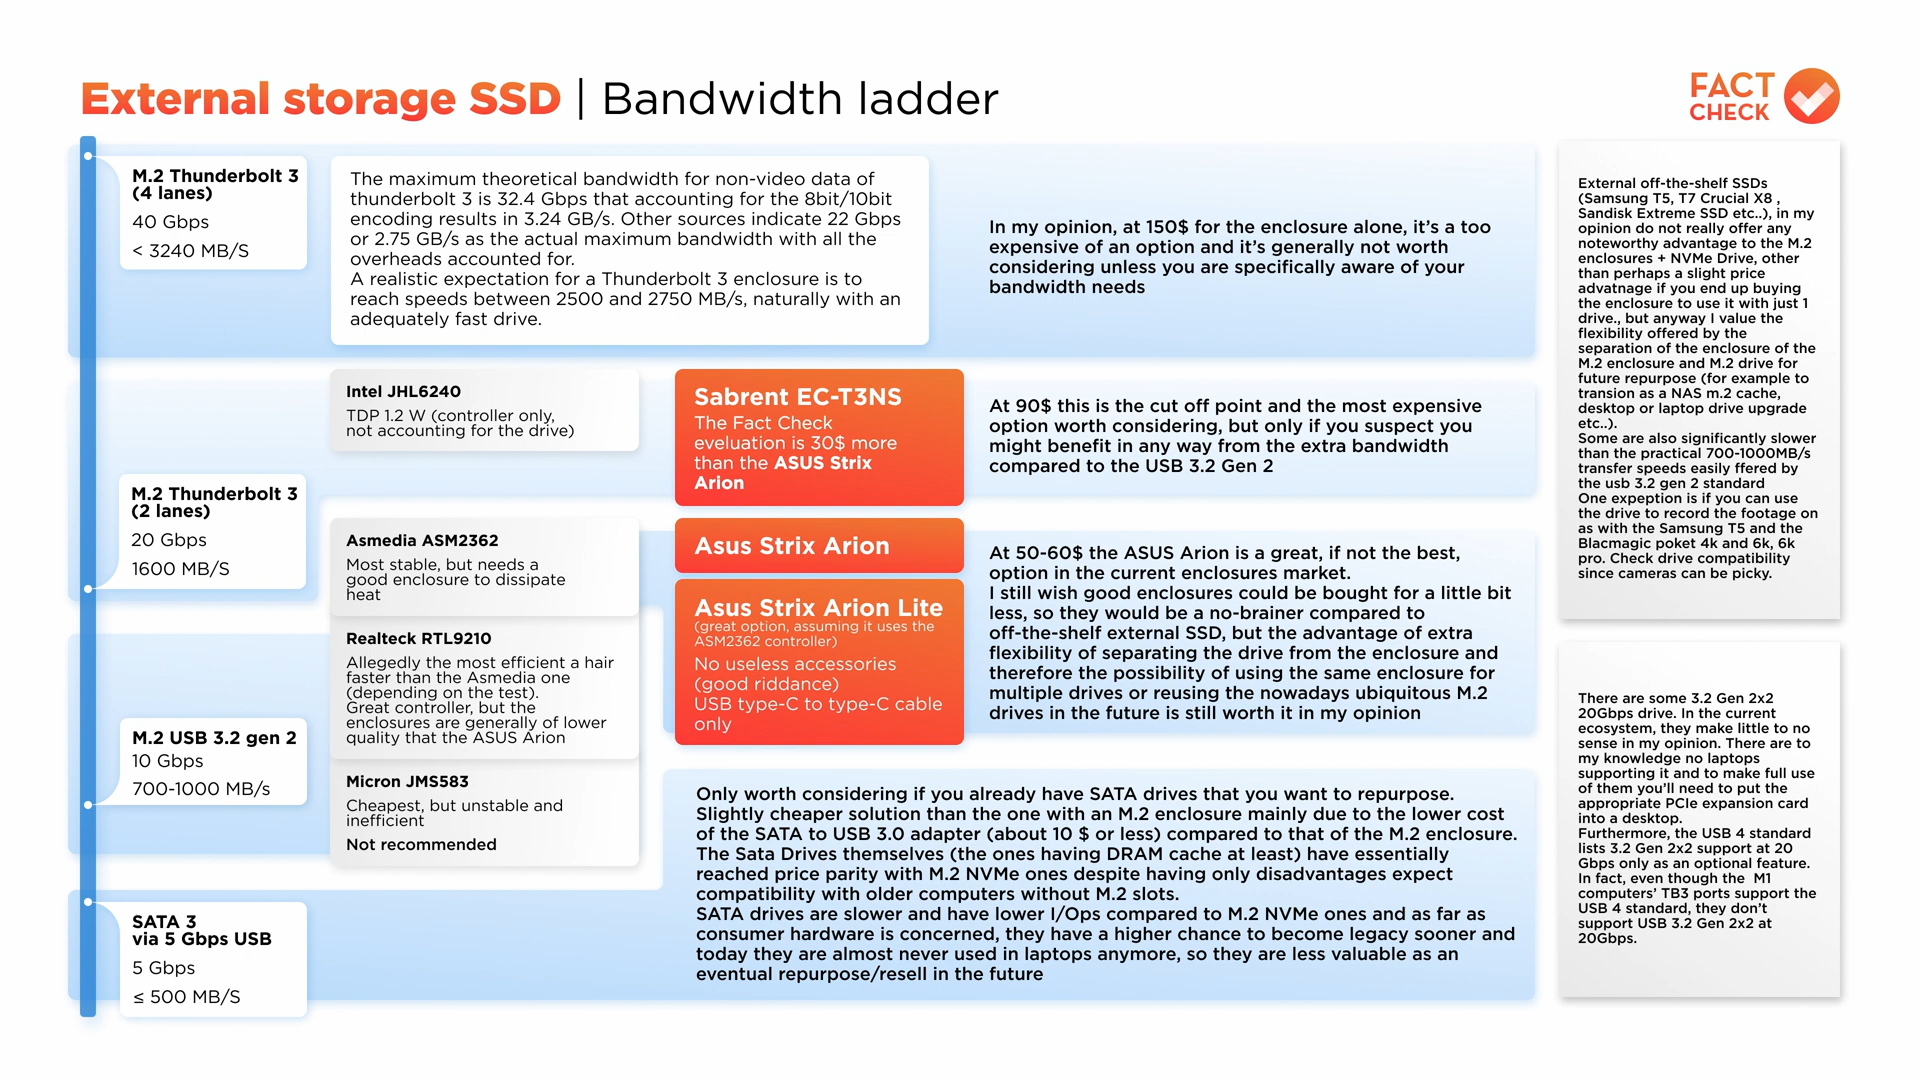 External storage SSD | Bandwidth ladder
FACT
CHECK
M.2 Thunderbolt 3
(4 lanes)
40 Gbps
< 3240 MB/S
The maximum theoretical bandwidth for non-video data of
thunderbolt 3 is 32.4 Gbps that accounting for the 8bit/10bit
encoding results in 3.24 GB/s. Other sources indicate 22 Gbps
or 2.75 GB/s as the actual maximum bandwidth with all the
overheads accounted for.
A realistic expectation for a Thunderbolt 3 enclosure is to
reach speeds between 2500 and 2750 MB/s, naturally with an
adequately fast drive.
In my opinion, at 150$ for the enclosure alone, it's a too
expensive of an option and it's generally not worth
considering unless you are specifically aware of your
bandwidth needs
M.2 Thunderbolt 3
(2 lanes)
20 Gbps
1600 MB/S
Intel JHL6240
TDP 1.2 W (controller only,
not accounting for the drive)
Sabrent EC-T3NS
The Fact Check
eveluation is 30$ more
than the ASUS Strix
Arion
At 90$ this is the cut off point and the most expensive
option worth considering, but only if you suspect you
might benefit in any way from the extra bandwidth
compared to the USB 3.2 Gen 2
M.2 USB 3.2 gen 2
10 Gbps
700-1000 MB/s
Asmedia ASM2362
Most stable, but needs a
good enclosure to dissipate
heat
Realteck RTL9210
Allegedly the most efficient a hair
faster than the Asmedia one
(depending on the test).
Great controller, but the
enclosures are generally of lower
quality that the ASUS Arion
Micron JMS583
Cheapest, but unstable and
inefficient
Not recommended
Asus Strix Arion
Asus Strix Arion Lite
(great option, assuming it uses the
ASM2362 controller)
No useless accessories
(good riddance)
USB type-C to type-C cable
only
At 50-60$ the ASUS Arion is a great, if not the best,
option in the current enclosures market.
I still wish good enclosures could be bought for a little bit
less, so they would be a no-brainer compared to
off-the-shelf external SSD, but the advantage of extra
flexibility of separating the drive from the enclosure and
therefore the possibility of using the same enclosure for
multiple drives or reusing the nowadays ubiquitous M.2
drives in the future is still worth it in my opinion
SATA 3
via 5 Gbps USB
5 Gbps
≤ 500 MB/S
Only worth considering if you already have SATA drives that you want to repurpose.
Slightly cheaper solution than the one with an M.2 enclosure mainly due to the lower cost
of the SATA to USB 3.0 adapter (about 10 $ or less) compared to that of the M.2 enclosure.
The Sata Drives themselves (the ones having DRAM cache at least) have essentially
reached price parity with M.2 NVMe ones despite having only disadvantages expect
compatibility with older computers without M.2 slots.
SATA drives are slower and have lower I/Ops compared to M.2 NVMe ones and as far as
consumer hardware is concerned, they have a higher chance to become legacy sooner and
today they are almost never used in laptops anymore, so they are less valuable as an
eventual repurpose/resell in the future
External off-the-shelf SSDs
(Samsung T5, T7 Crucial X8 ,
Sandisk Extreme SSD etc..), in my
opinion do not really offer any
noteworthy advantage to the M.2
enclosures + NVMe Drive, other
than perhaps a slight price
advatnage if you end up buying
the enclosure to use it with just 1
drive., but anyway I value the
flexibility offered by the
separation of the enclosure of the
M.2 enclosure and M.2 drive for
future repurpose (for example to
transion as a NAS m.2 cache,
desktop or laptop drive upgrade
etc..).
Some are also significantly slower
than the practical 700-1000MB/s
transfer speeds easily ffered by
the usb 3.2 gen 2 standard
One expeption is if you can use
the drive to record the footage on
as with the Samsung T5 and the
Blacmagic poket 4k and 6k, 6k
pro. Check drive compatibility
since cameras can be picky.
There are some 3.2 Gen 2x2
20Gbps drive. In the current
ecosystem, they make little to no
sense in my opinion. There are to
my knowledge no laptops
supporting it and to make full use
of them you'll need to put the
appropriate PCIe expansion card
into a desktop.
Furthermore, the USB 4 standard
lists 3.2 Gen 2x2 support at 20
Gbps only as an optional feature.
In fact, even though the M1
computers' TB3 ports support the
USB 4 standard, they don't
support USB 3.2 Gen 2x2 at
20Gbps.